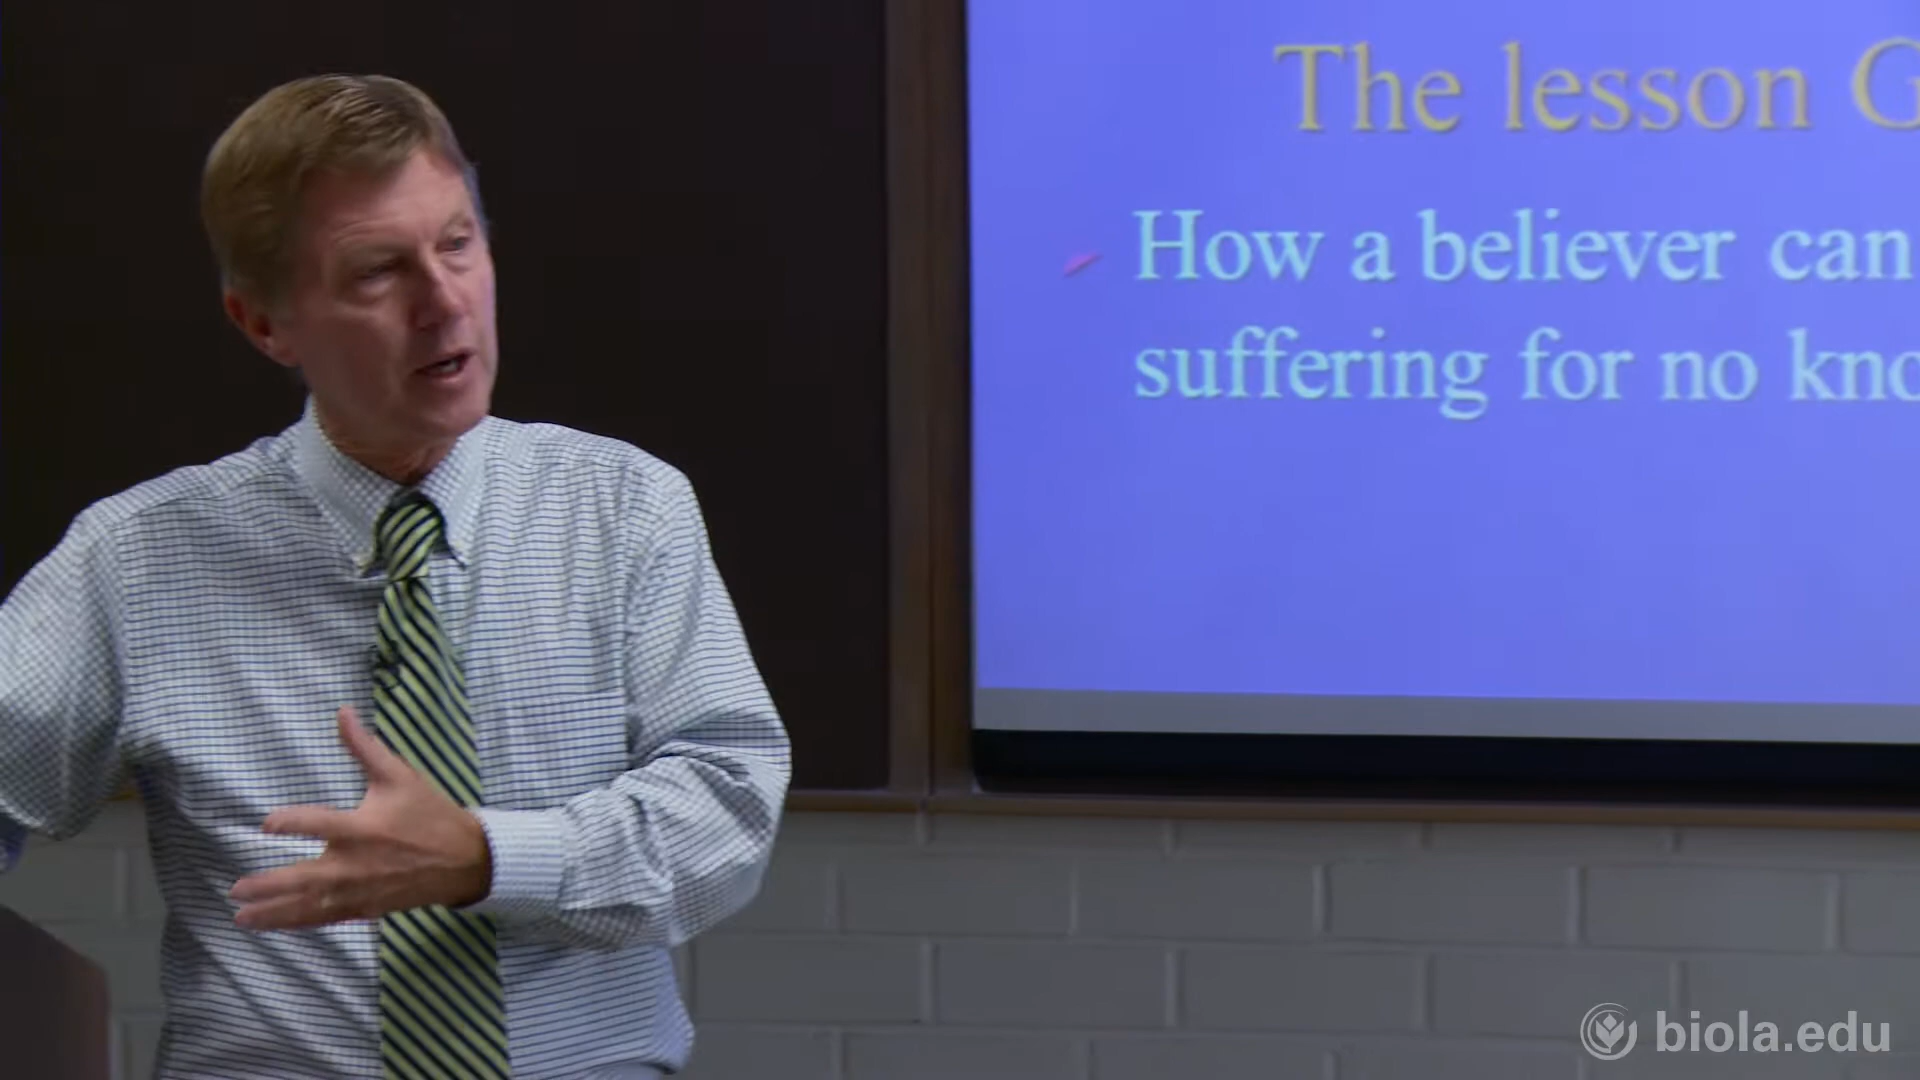 The lesson G
How a believer can
suffering for no kno
biola.edu